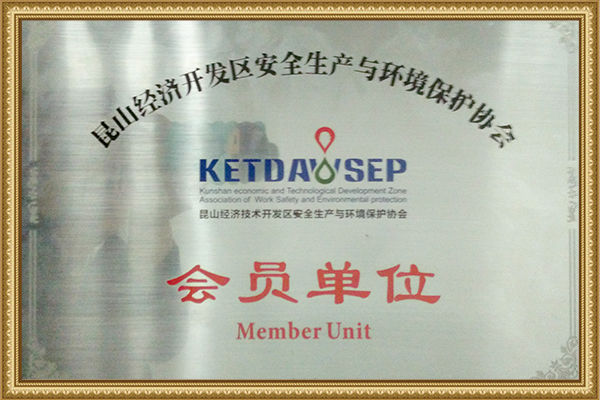 昆山经济开发区安全生产与环境保护协会
KETDAWSEP
Kunshan economic and Technological Development Zone
Association of Work Safety and Environmental protection
昆山经济技术开发区安全生产与环境保护协会
会员单位
Member Unit